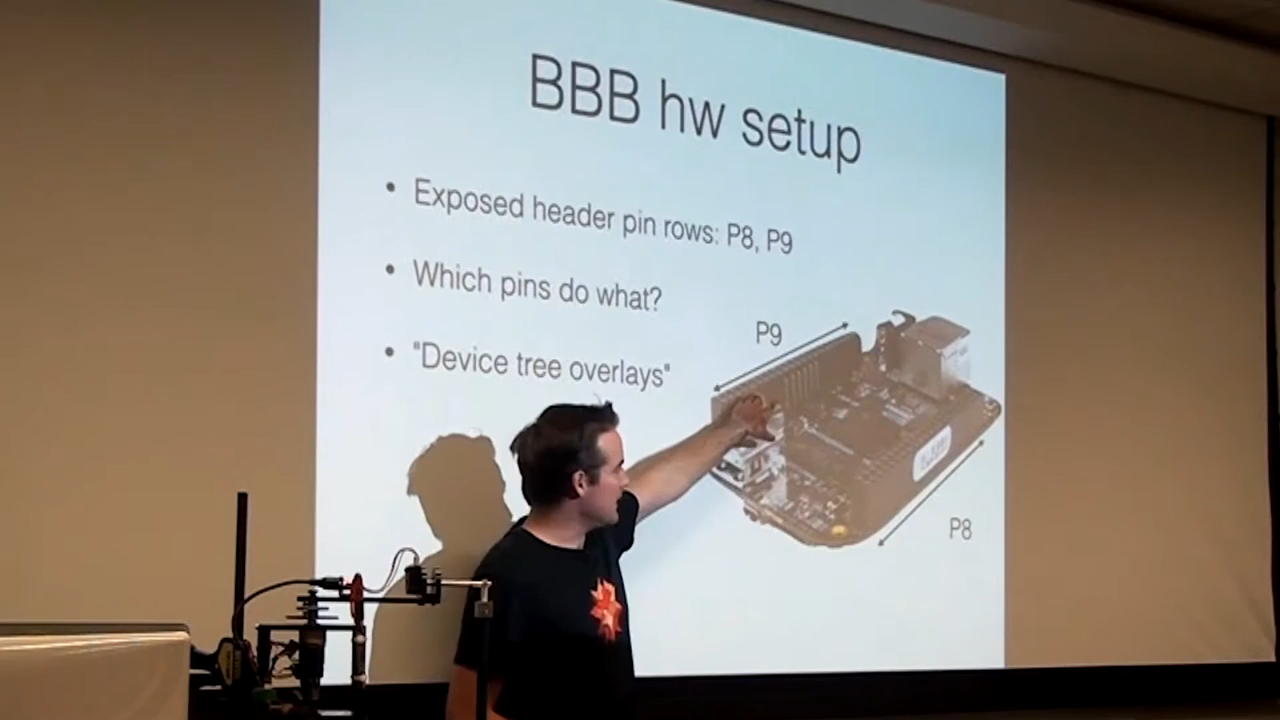 BBB hw setup
• Exposed header pin rows: P8, P9
• Which pins do what?
• "Device tree overlays"
P9
P8